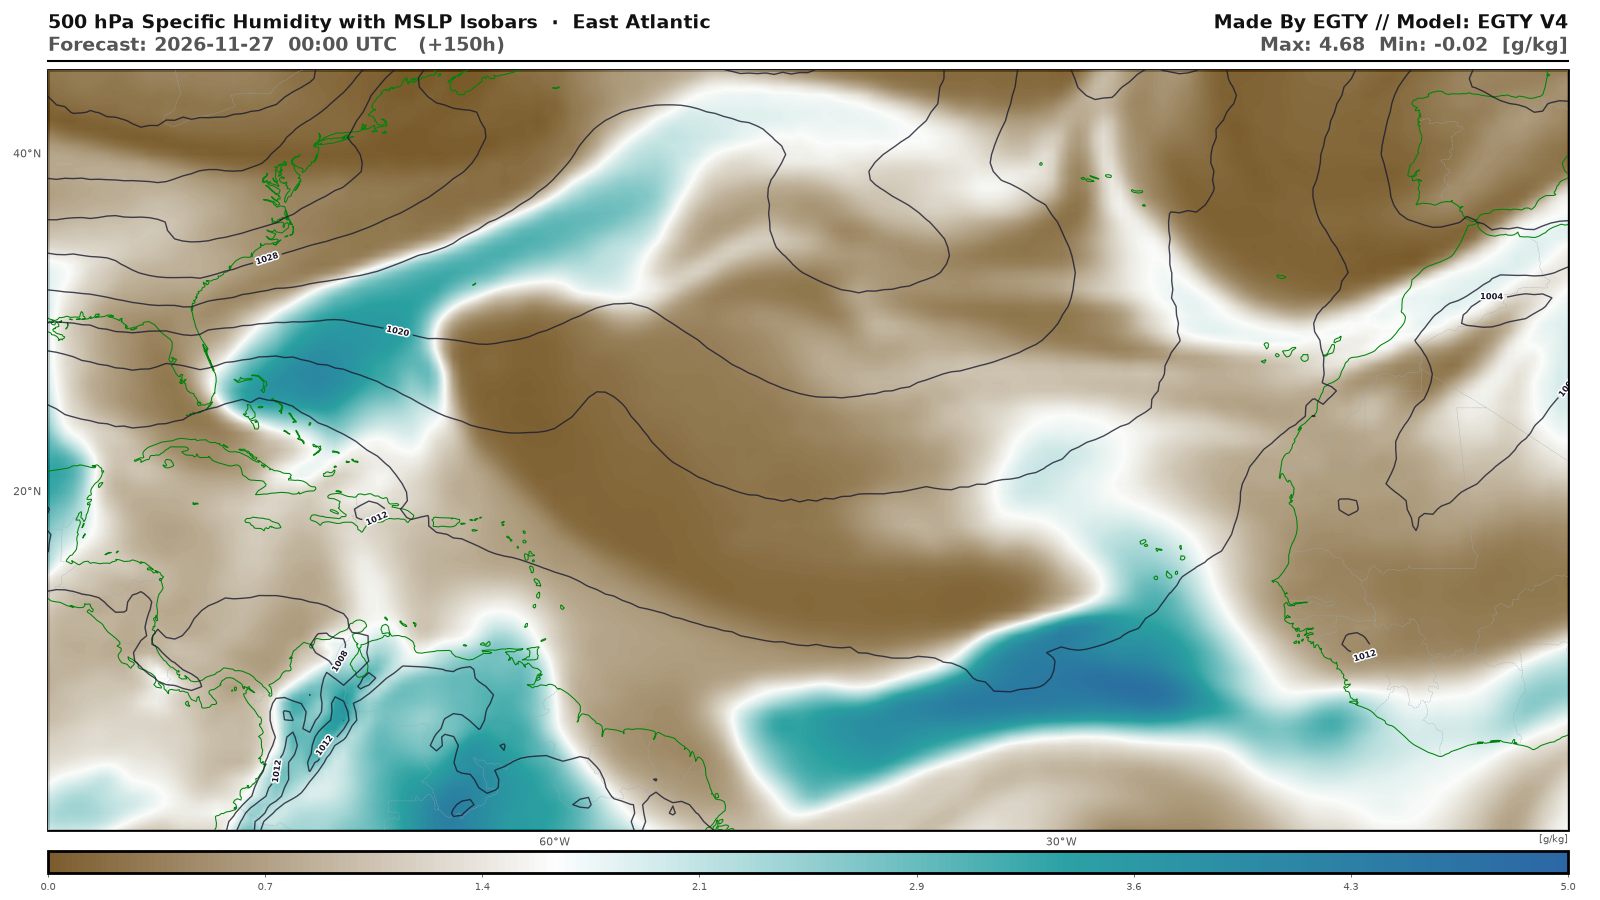 500 hPa Specific Humidity with MSLP Isobars · East Atlantic
Made By EGTY // Model: EGTY V4
Forecast: 2026-11-27 00:00 UTC (+150h)
Max: 4.68 Min: -0.02 [g/kg]
40°N
1028
1004
1020
20°N
1012
1008
1012
1012
1012
60°W
30°W
[g/kg]
0.0
0.7
1.4
2.1
2.9
3.6
4.3
5.0